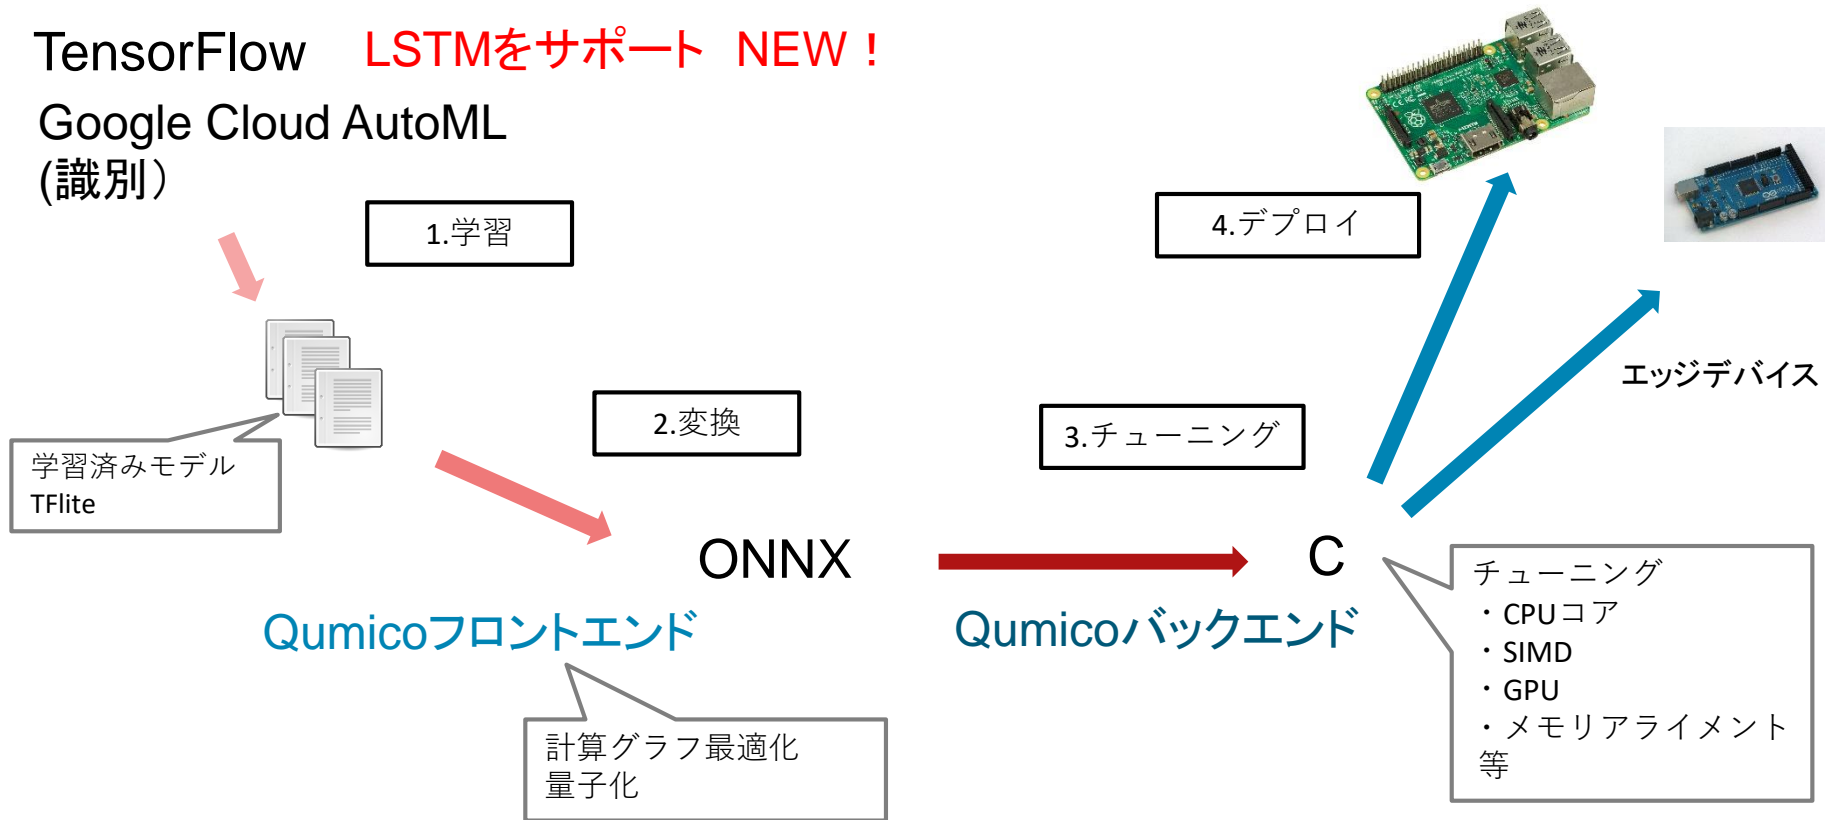 TensorFlow LSTMをサポート NEW！
Google Cloud AutoML
(識別）
1.学習
4.デプロイ
エッジデバイス
2.変換
3.チューニング
学習済みモデル
TFlite
ONNX
C
Qumicoフロントエンド
Qumicoバックエンド
チューニング
・CPUコア
・SIMD
・GPU
・メモリアライメント
等
計算グラフ最適化
量子化